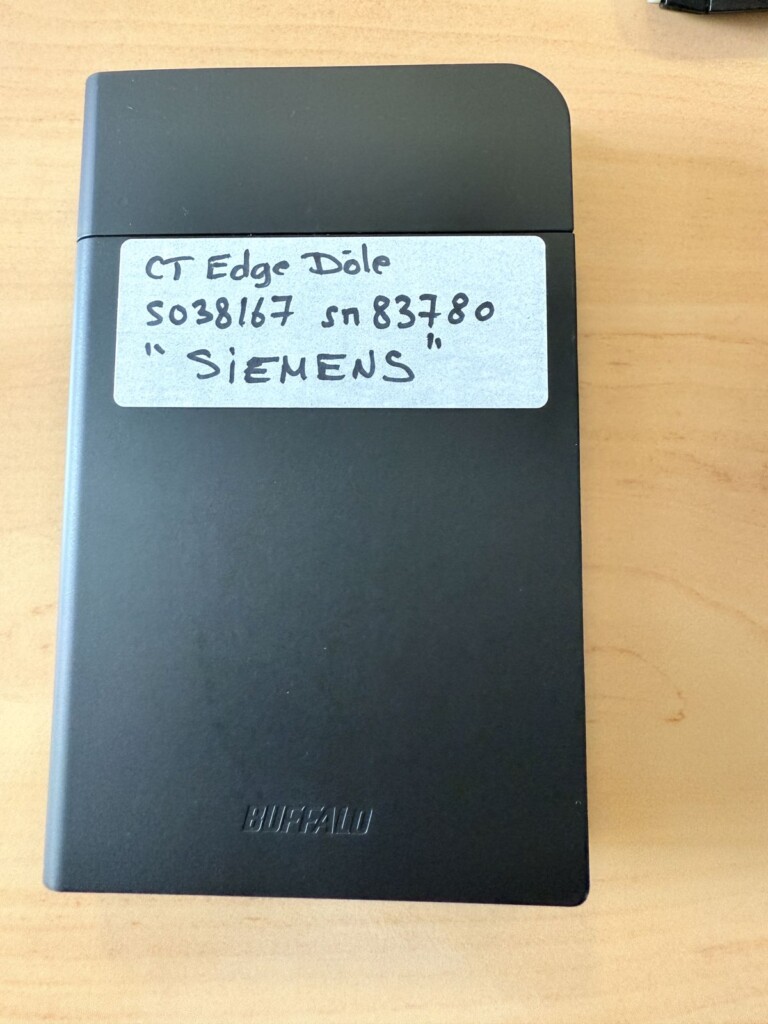 CT Edge Dôle
S038167 sn 83780
" SiEMENS "
BUFFALO